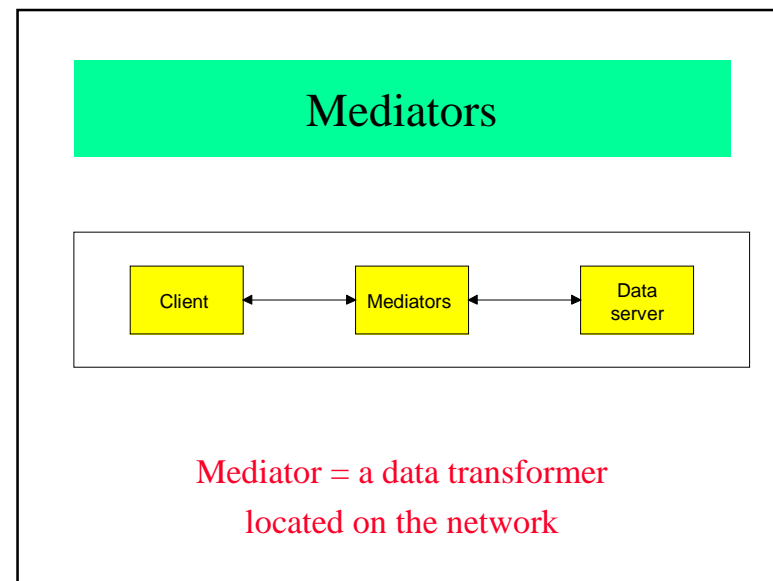 Mediators
Client
Mediators
Data
server
Mediator = a data transformer
located on the network